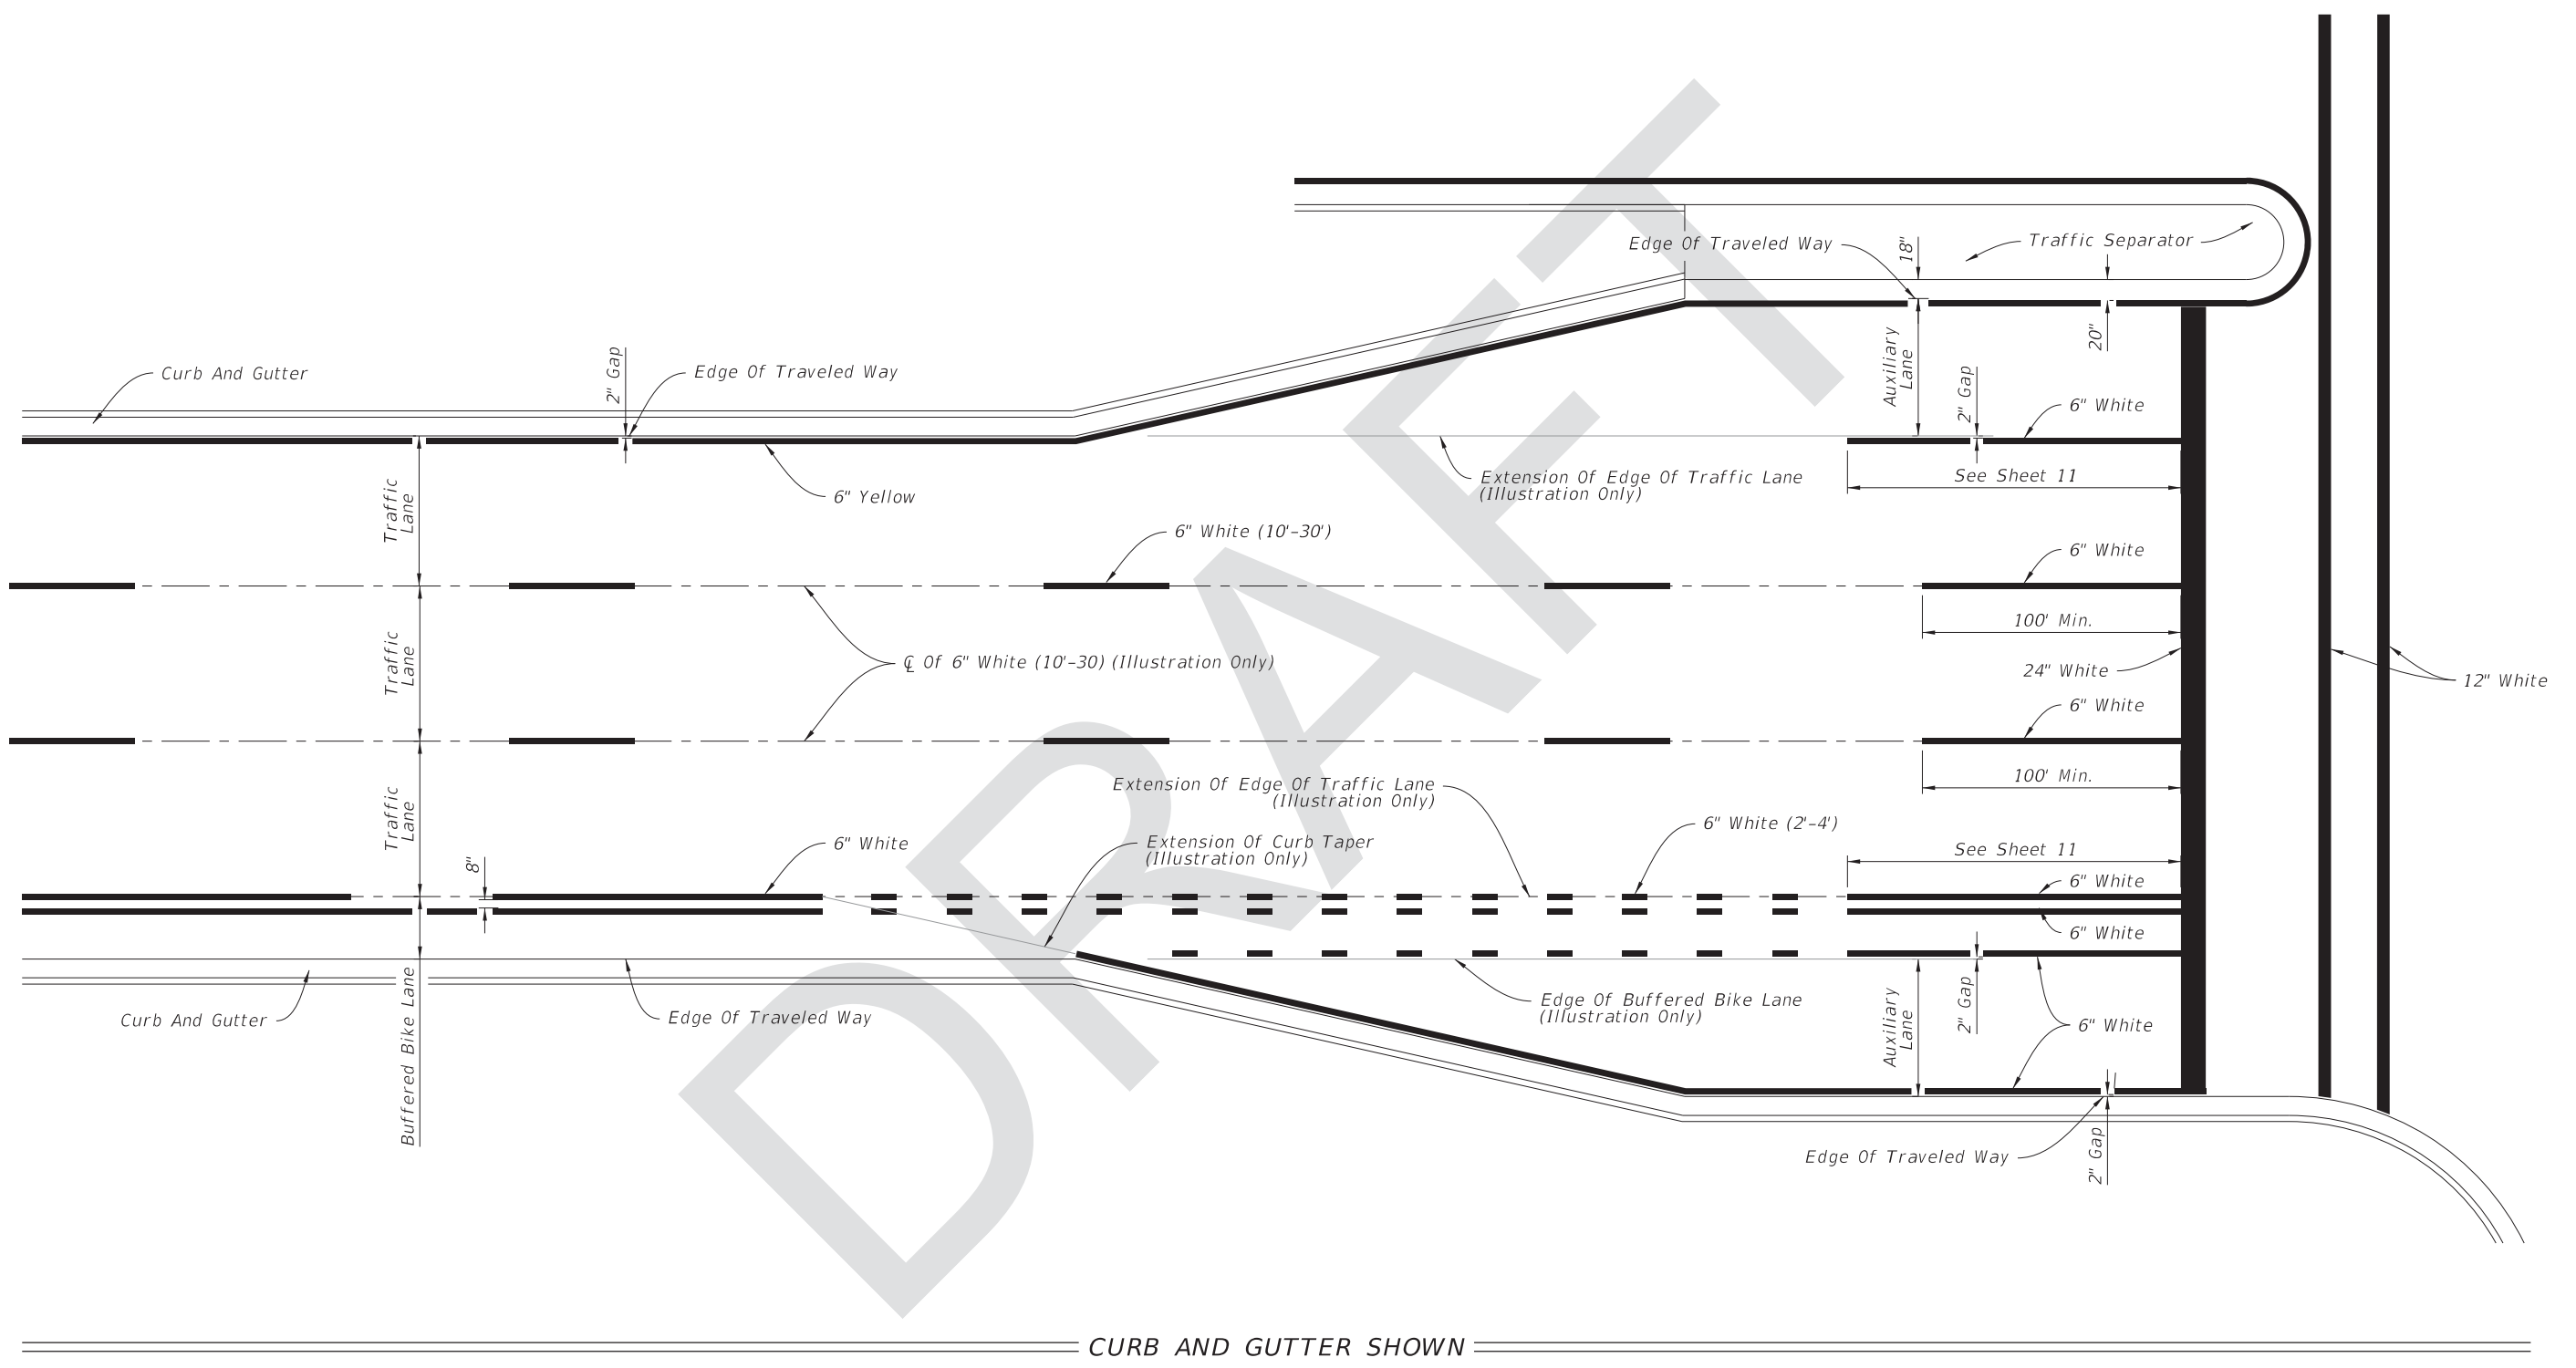 Edge Of Traveled Way
18"
Traffic Separator
20"
Auxiliary
Lane
2" Gap
6" White
Curb And Gutter
2" Gap
Edge Of Traveled Way
6" Yellow
Extension Of Edge Of Traffic Lane
(Illustration Only)
See Sheet 11
Traffic
Lane
6" White (10'-30')
6" White
100' Min.
Traffic
Lane
℄ Of 6" White (10'-30) (Illustration Only)
24" White
12" White
6" White
100' Min.
Traffic
Lane
Extension Of Edge Of Traffic Lane
(Illustration Only)
6" White (2'-4')
6" White
Extension Of Curb Taper
(Illustration Only)
8"
See Sheet 11
6" White
6" White
Buffered Bike Lane
Curb And Gutter
Edge Of Traveled Way
Edge Of Buffered Bike Lane
(Illustration Only)
Auxiliary
Lane
2" Gap
6" White
Edge Of Traveled Way
2" Gap
DRAFT
CURB AND GUTTER SHOWN